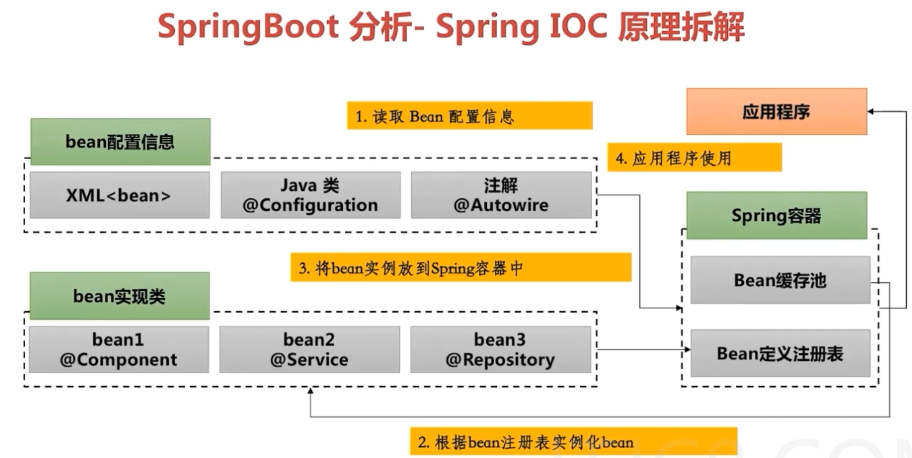 SpringBoot 分析- Spring IOC 原理拆解
1. 读取 Bean 配置信息
应用程序
bean配置信息
4. 应用程序使用
XML<bean>
Java 类
@Configuration
注解
@Autowire
Spring容器
3. 将bean实例放到Spring容器中
Bean缓存池
bean实现类
bean1
@Component
bean2
@Service
bean3
@Repository
Bean定义注册表
2. 根据bean注册表实例化bean